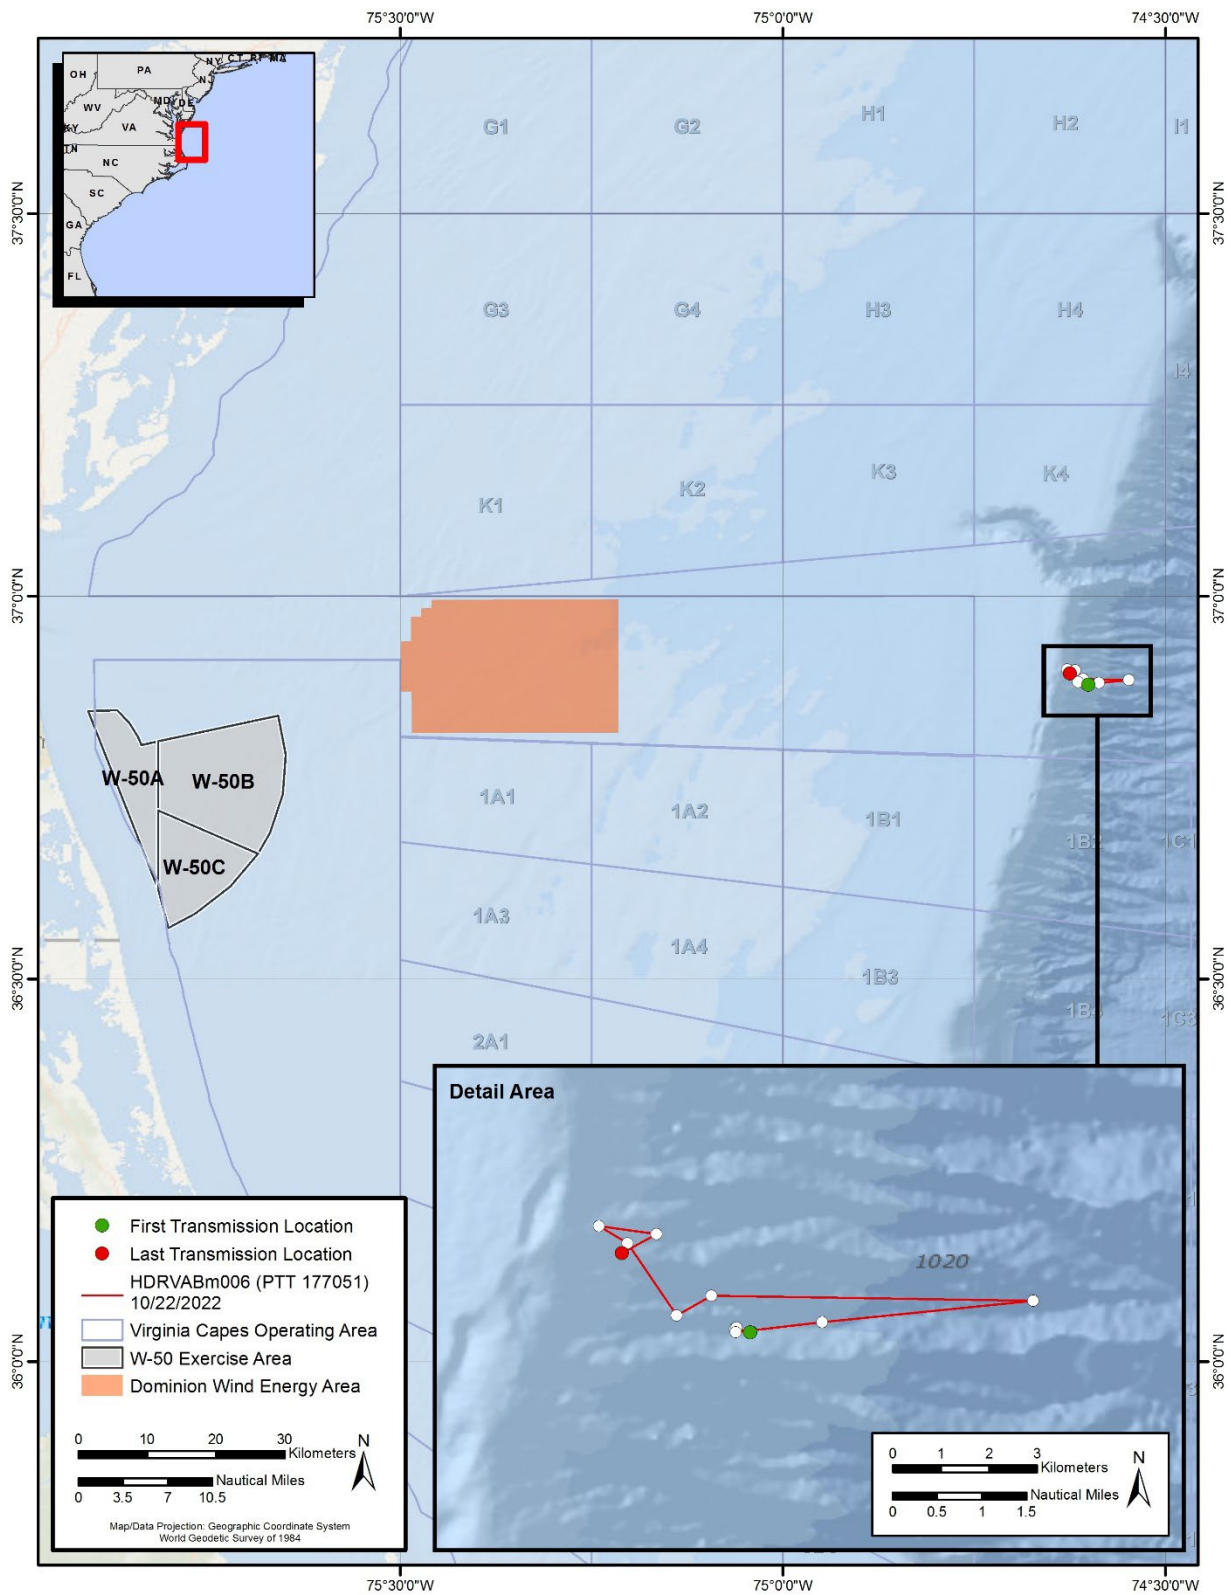 75°30'0"W
75°0'0"W
74°30'0"W
OH
PA
NY
CT
RI
MA
NJ
WV
MD
DE
KY
VA
TN
NC
SC
GA
FL
G1
G2
H1
H2
I1
37°30'0"N
37°30'0"N
G3
G4
H3
H4
I4
K1
K2
K3
K4
37°0'0"N
37°0'0"N
W-50A
W-50B
W-50C
1A1
1A2
1B1
1B2
1C1
1A3
1A4
1B3
1C3
36°30'0"N
36°30'0"N
2A1
Detail Area
1020
First Transmission Location
Last Transmission Location
HDRVABm006 (PTT 177051)
10/22/2022
Virginia Capes Operating Area
W-50 Exercise Area
Dominion Wind Energy Area
36°0'0"N
36°0'0"N
0 10 20 30
Kilometers
N
Nautical Miles
0 3.5 7 10.5
Map/Data Projection: Geographic Coordinate System
World Geodetic Survey of 1984
0 1 2 3
Kilometers
N
Nautical Miles
0 0.5 1 1.5
75°30'0"W
75°0'0"W
74°30'0"W